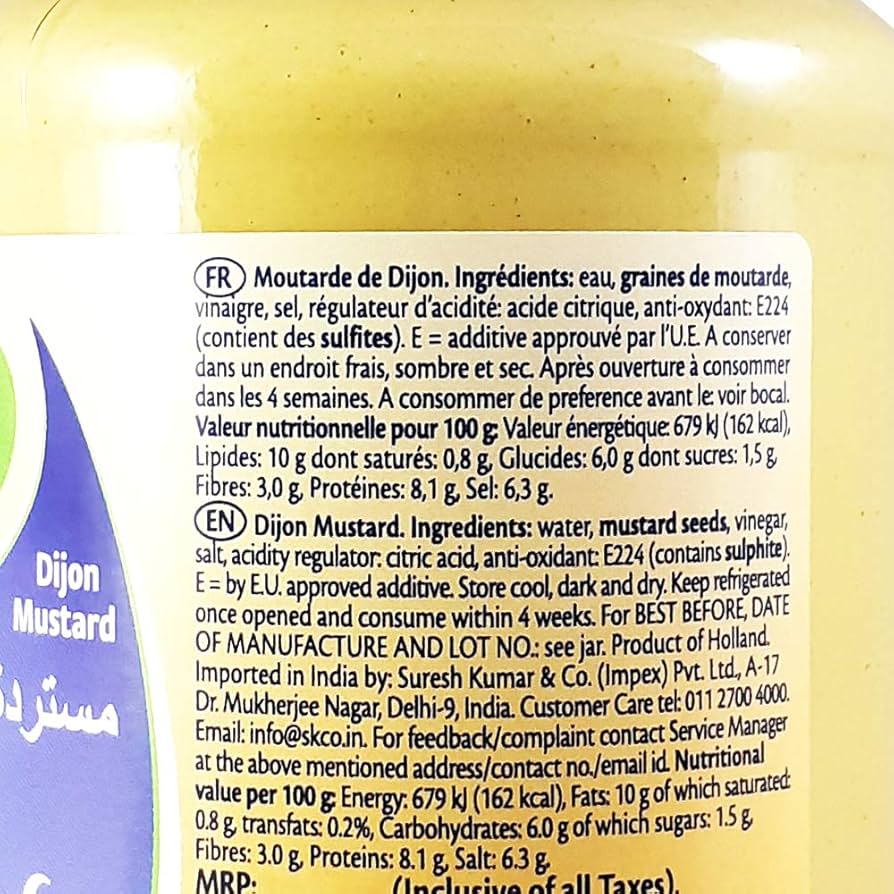 FR Moutarde de Dijon. Ingrédients: eau, graines de moutarde,
vinaigre, sel, régulateur d'acidité: acide citrique, anti-oxydant: E224
(contient des sulfites). E = additive approuvé par l'U.E. A conserver
dans un endroit frais, sombre et sec. Après ouverture à consommer
dans les 4 semaines. A consommer de preference avant le: voir bocal.
Valeur nutritionnelle pour 100 g: Valeur énergétique: 679 kJ (162 kcal),
Lipides: 10 g dont saturés: 0,8 g, Glucides: 6,0 g dont sucres: 1,5 g,
Fibres: 3,0 g, Protéines: 8,1 g, Sel: 6,3 g.
EN Dijon Mustard. Ingredients: water, mustard seeds, vinegar,
salt, acidity regulator: citric acid, anti-oxidant: E224 (contains sulphite).
E = by E.U. approved additive. Store cool, dark and dry. Keep refrigerated
once opened and consume within 4 weeks. For BEST BEFORE, DATE
OF MANUFACTURE AND LOT NO.: see jar. Product of Holland.
Imported in India by: Suresh Kumar & Co. (Impex) Pvt. Ltd., A-17
Dr. Mukherjee Nagar, Delhi-9, India. Customer Care tel: 011 2700 4000.
Email: info@skco.in. For feedback/complaint contact Service Manager
at the above mentioned address/contact no./email id. Nutritional
value per 100 g: Energy: 679 kJ (162 kcal), Fats: 10 g of which saturated:
0.8 g, transfats: 0.2%, Carbohydrates: 6.0 g of which sugars: 1.5 g,
Fibres: 3.0 g, Proteins: 8.1 g, Salt: 6.3 g.
MRP: (Inclusive of all Taxes).
Dijon
Mustard